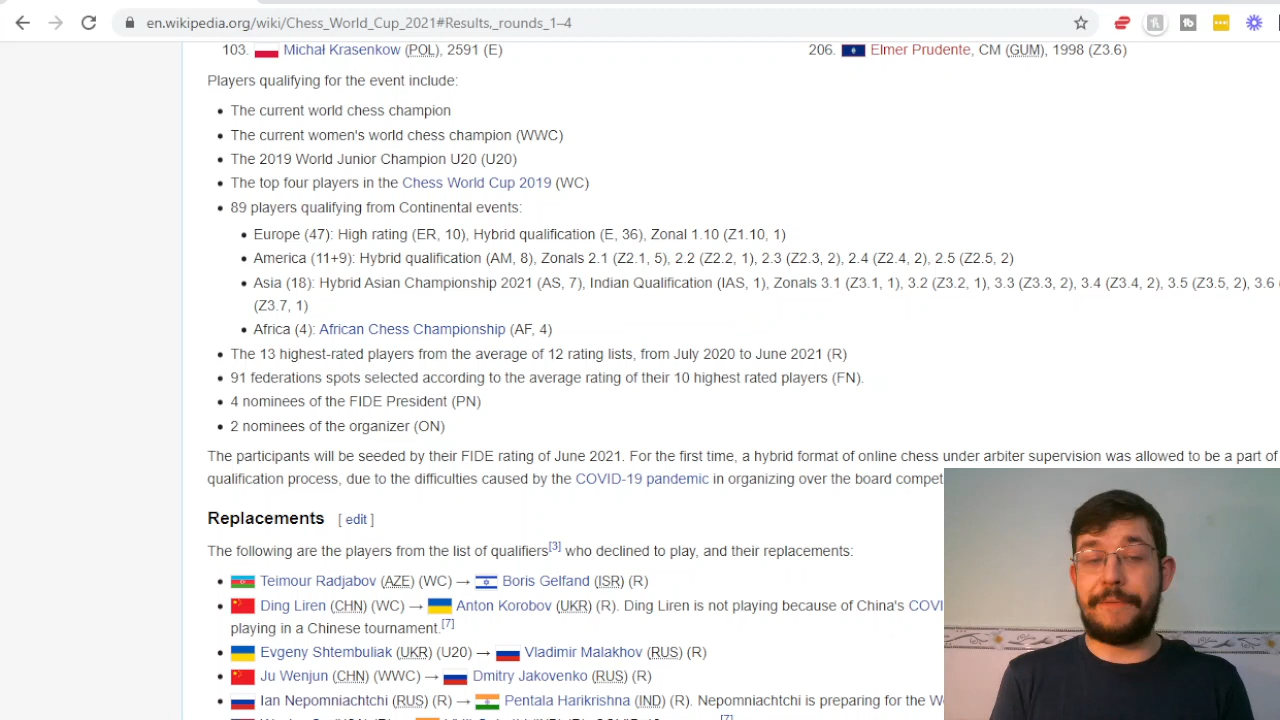 en.wikipedia.org/wiki/Chess_World_Cup_2021#Results,_rounds_1–4
103. Michał Krasenkow (POL), 2591 (E)
206. Elmer Prudente, CM (GUM), 1998 (Z3.6)
Players qualifying for the event include:
The current world chess champion
The current women's world chess champion (WWC)
The 2019 World Junior Champion U20 (U20)
The top four players in the Chess World Cup 2019 (WC)
89 players qualifying from Continental events:
Europe (47): High rating (ER, 10), Hybrid qualification (E, 36), Zonal 1.10 (Z1.10, 1)
America (11+9): Hybrid qualification (AM, 8), Zonals 2.1 (Z2.1, 5), 2.2 (Z2.2, 1), 2.3 (Z2.3, 2), 2.4 (Z2.4, 2), 2.5 (Z2.5, 2)
Asia (18): Hybrid Asian Championship 2021 (AS, 7), Indian Qualification (IAS, 1), Zonals 3.1 (Z3.1, 1), 3.2 (Z3.2, 1), 3.3 (Z3.3, 2), 3.4 (Z3.4, 2), 3.5 (Z3.5, 2), 3.6
(Z3.7, 1)
Africa (4): African Chess Championship (AF, 4)
The 13 highest-rated players from the average of 12 rating lists, from July 2020 to June 2021 (R)
91 federations spots selected according to the average rating of their 10 highest rated players (FN).
4 nominees of the FIDE President (PN)
2 nominees of the organizer (ON)
The participants will be seeded by their FIDE rating of June 2021. For the first time, a hybrid format of online chess under arbiter supervision was allowed to be a part of
qualification process, due to the difficulties caused by the COVID-19 pandemic in organizing over the board compet
Replacements [ edit ]
The following are the players from the list of qualifiers[3] who declined to play, and their replacements:
Teimour Radjabov (AZE) (WC) → Boris Gelfand (ISR) (R)
Ding Liren (CHN) (WC) → Anton Korobov (UKR) (R). Ding Liren is not playing because of China's COVI
playing in a Chinese tournament.[7]
Evgeny Shtembuliak (UKR) (U20) → Vladimir Malakhov (RUS) (R)
Ju Wenjun (CHN) (WWC) → Dmitry Jakovenko (RUS) (R)
Ian Nepomniachtchi (RUS) (R) → Pentala Harikrishna (IND) (R). Nepomniachtchi is preparing for the W